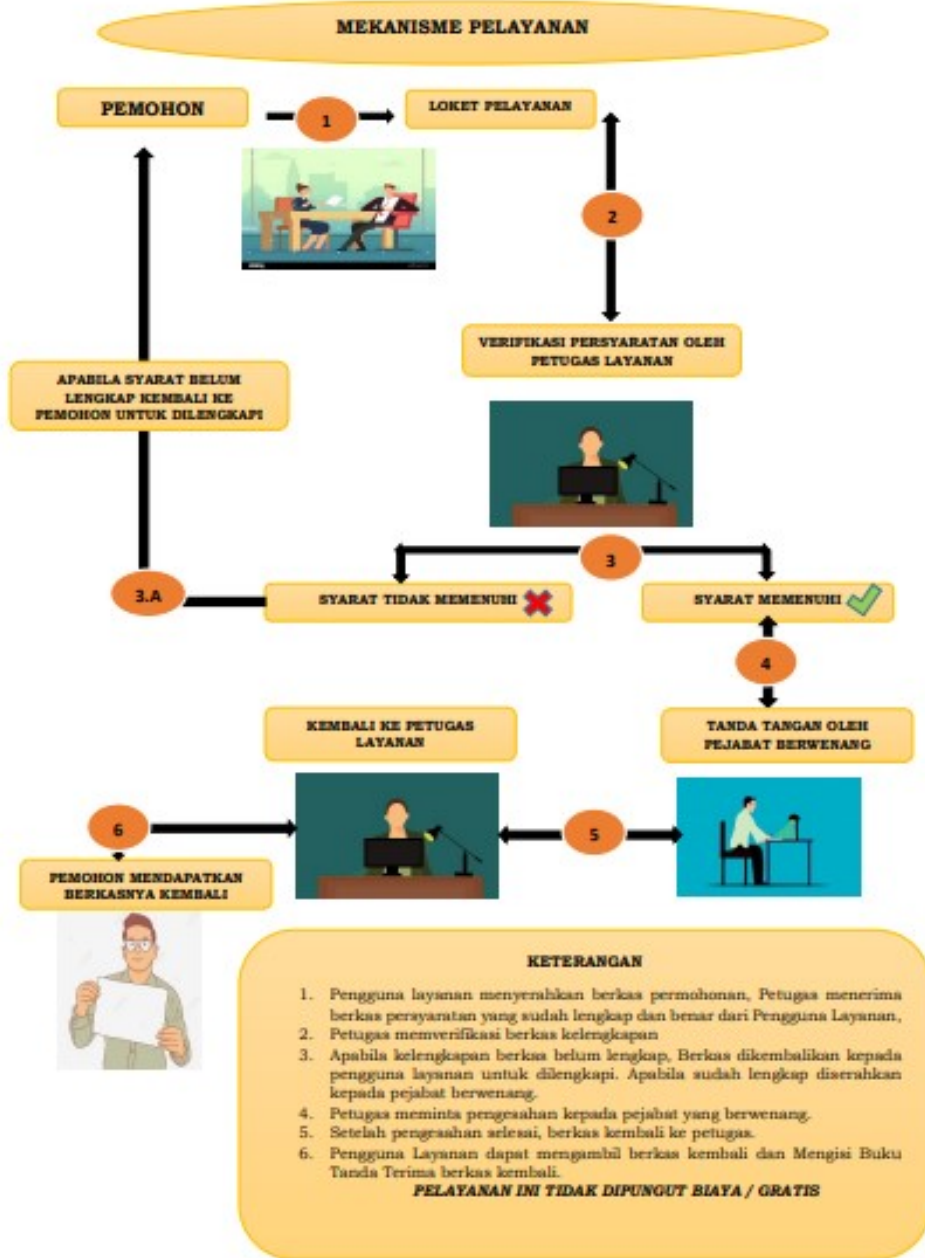 MEKANISME PELAYANAN
PEMOHON
1
LOKET PELAYANAN
2
VERIFIKASI PERSYARATAN OLEH
PETUGAS LAYANAN
APABILA SYARAT BELUM
LENGKAP KEMBALI KE
PEMOHON UNTUK DILENGKAPI
3
3.A
SYARAT TIDAK MEMENUHI
SYARAT MEMENUHI
4
KEMBALI KE PETUGAS
LAYANAN
TANDA TANGAN OLEH
PEJABAT BERWENANG
6
5
PEMOHON MENDAPATKAN
BERKASNYA KEMBALI
KETERANGAN
1. Pengguna layanan menyerahkan berkas permohonan, Petugas menerima
berkas persyaratan yang sudah lengkap dan benar dari Pengguna Layanan,
2. Petugas memverifikasi berkas kelengkapan
3. Apabila kelengkapan berkas belum lengkap, Berkas dikembalikan kepada
pengguna layanan untuk dilengkapi. Apabila sudah lengkap diserahkan
kepada pejabat berwenang.
4. Petugas meminta pengesahan kepada pejabat yang berwenang.
5. Setelah pengesahan selesai, berkas kembali ke petugas.
6. Pengguna Layanan dapat mengambil berkas kembali dan Mengisi Buku
Tanda Terima berkas kembali.
PELAYANAN INI TIDAK DIPUNGUT BIAYA / GRATIS